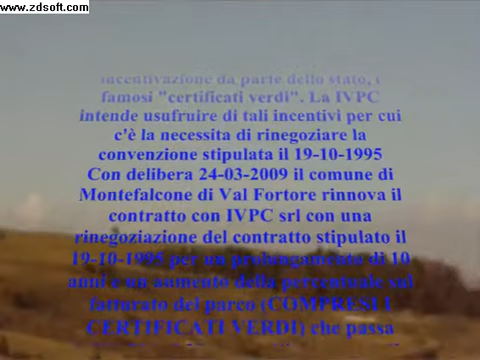 www.zdsoft.com
incentivazione da parte dello stato, i
famosi "certificati verdi". La IVPC
intende usufruire di tali incentivi per cui
c'è la necessita di rinegoziare la
convenzione stipulata il 19-10-1995
Con delibera 24-03-2009 il comune di
Montefalcone di Val Fortore rinnova il
contratto con IVPC srl con una
rinegoziazione del contratto stipulato il
19-10-1995 per un prolungamento di 10
anni e un aumento della percentuale sul
fatturato del parco (COMPRESI I
CERTIFICATI VERDI) che passa